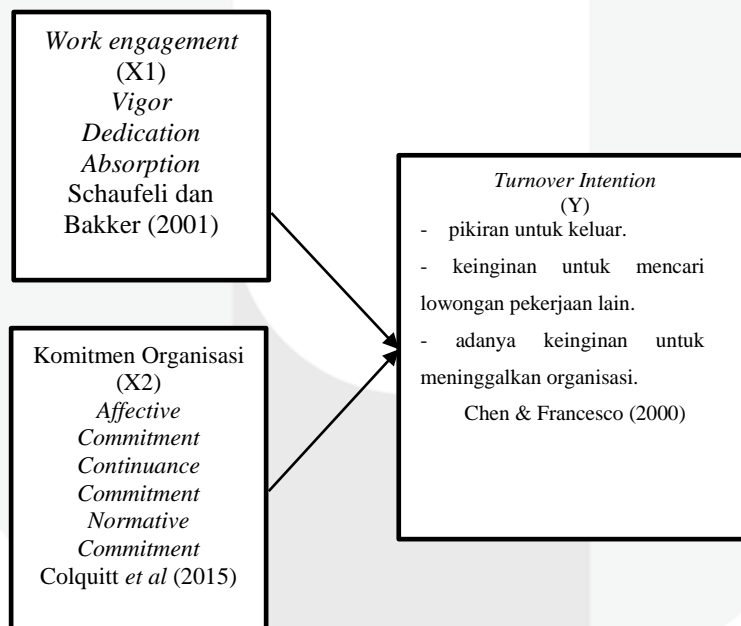 Work engagement
(X1)
Vigor
Dedication
Absorption
Schaufeli dan
Bakker (2001)
Komitmen Organisasi
(X2)
Affective
Commitment
Continuance
Commitment
Normative
Commitment
Colquitt et al (2015)
Turnover Intention
(Y)
- pikiran untuk keluar.
- keinginan untuk mencari
lowongan pekerjaan lain.
- adanya keinginan untuk
meninggalkan organisasi.
Chen & Francesco (2000)